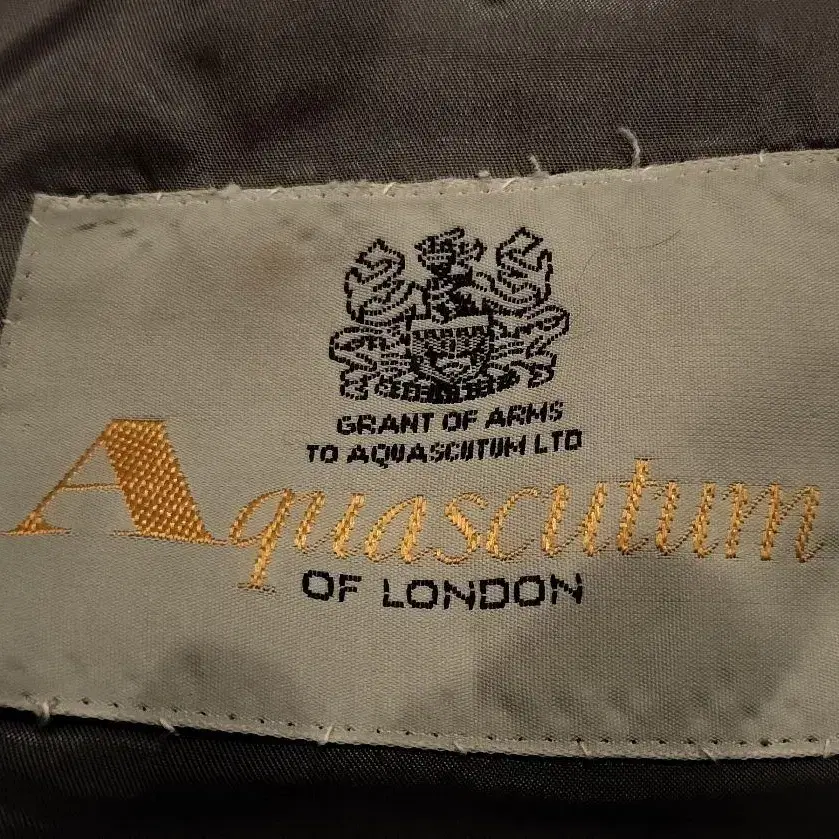 GRANT OF ARMS
TO AQUASCUTUM LTD
Aquascutum
OF LONDON